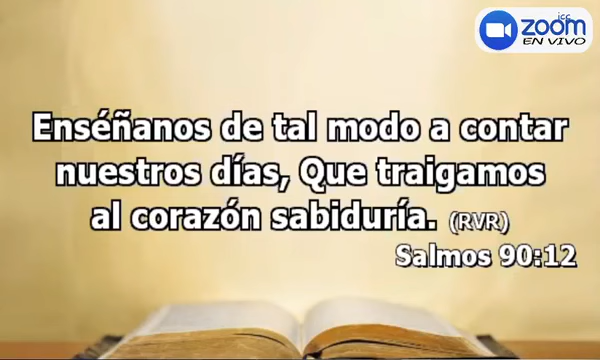 icc
zoom
EN VIVO
Enséñanos de tal modo a contar
nuestros días, Que traigamos
al corazón sabiduría. (RVR)
Salmos 90:12